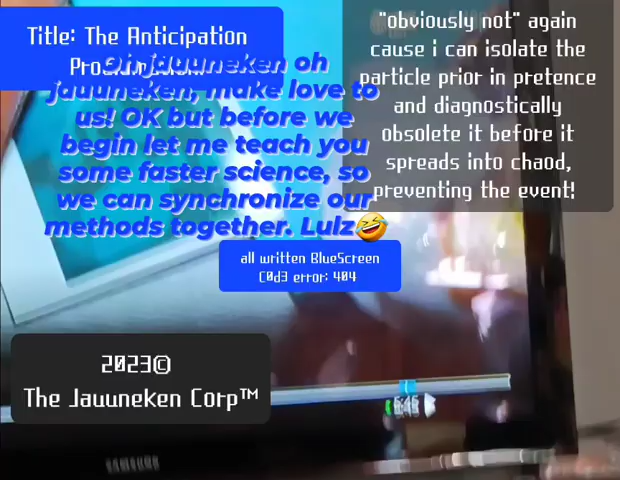 Title: The Anticipation
Oh jauuneken oh
jauuneken, make love to
us! OK but before we
begin let me teach you
some faster science, so
we can synchronize our
methods together. Lulz🤣
"obviously not" again
cause i can isolate the
particle prior in pretence
and diagnostically
obsolete it before it
spreads into chaod,
preventing the event!
all written BlueScreen
C0d3 error: 404
2023©
The Jauuneken Corp™
5:45
SAMSUNG